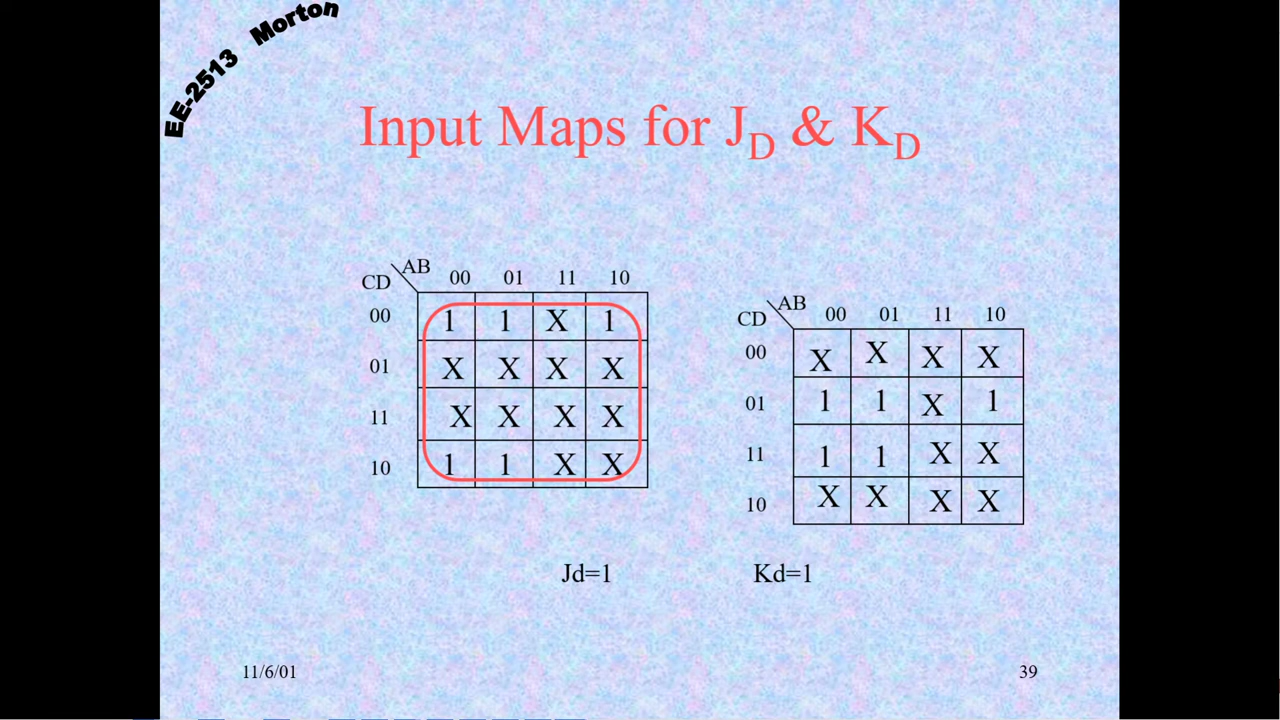 EE-2513 Morton
Input Maps for JD & KD
AB
CD 00 01 11 10
00 1 1 X 1
01 X X X X
11 X X X X
10 1 1 X X
AB
CD 00 01 11 10
00 X X X X
01 1 1 X 1
11 1 1 X X
10 X X X X
Jd=1 Kd=1
11/6/01 39